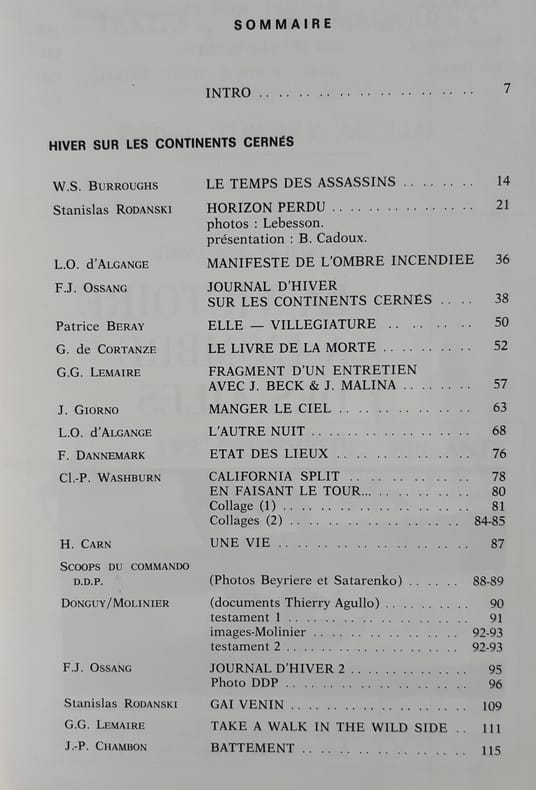 SOMMAIRE
INTRO .. .. .. .. .. .. .. .. .. .. .. 7
HIVER SUR LES CONTINENTS CERNÉS
W.S. BURROUGHS LE TEMPS DES ASSASSINS .. .. .. .. 14
Stanislas RODANSKI HORIZON PERDU .. .. .. .. .. .. .. .. 21
photos : Lebesson.
présentation : B. Cadoux.
L.O. d'ALGANGE MANIFESTE DE L'OMBRE INCENDIEE 36
F.J. OSSANG JOURNAL D'HIVER
SUR LES CONTINENTS CERNÉS .. .. 38
Patrice BERAY ELLE — VILLEGIATURE .. .. .. .. .. 50
G. de CORTANZE LE LIVRE DE LA MORTE .. .. .. .. .. 52
G.G. LEMAIRE FRAGMENT D'UN ENTRETIEN
AVEC J. BECK & J. MALINA .. .. .. .. 57
J. GIORNO MANGER LE CIEL .. .. .. .. .. .. .. 63
L.O. d'ALGANGE L'AUTRE NUIT .. .. .. .. .. .. .. .. .. 68
F. DANNEMARK ETAT DES LIEUX .. .. .. .. .. .. .. 76
Cl.-P. WASHBURN CALIFORNIA SPLIT .. .. .. .. .. .. .. 78
EN FAISANT LE TOUR... .. .. .. .. .. 80
Collage (1) .. .. .. .. .. .. .. .. .. .. 81
Collages (2) .. .. .. .. .. .. .. .. .. 84-85
H. CARN UNE VIE .. .. .. .. .. .. .. .. .. .. 87
SCOOPS DU COMMANDO
D.D.P. (Photos Beyriere et Satarenko) .. .. .. 88-89
DONGUY/MOLINIER (documents Thierry Agullo) .. .. .. .. .. 90
testament 1 .. .. .. .. .. .. .. .. .. .. 91
images-Molinier .. .. .. .. .. .. .. .. 92-93
testament 2 .. .. .. .. .. .. .. .. .. .. 92-93
F.J. OSSANG JOURNAL D'HIVER 2 .. .. .. .. .. .. .. 95
Photo DDP .. .. .. .. .. .. .. .. .. .. 96
Stanislas RODANSKI GAI VENIN .. .. .. .. .. .. .. .. .. .. 109
G.G. LEMAIRE TAKE A WALK IN THE WILD SIDE .. 111
J.-P. CHAMBON BATTEMENT .. .. .. .. .. .. .. .. .. 115